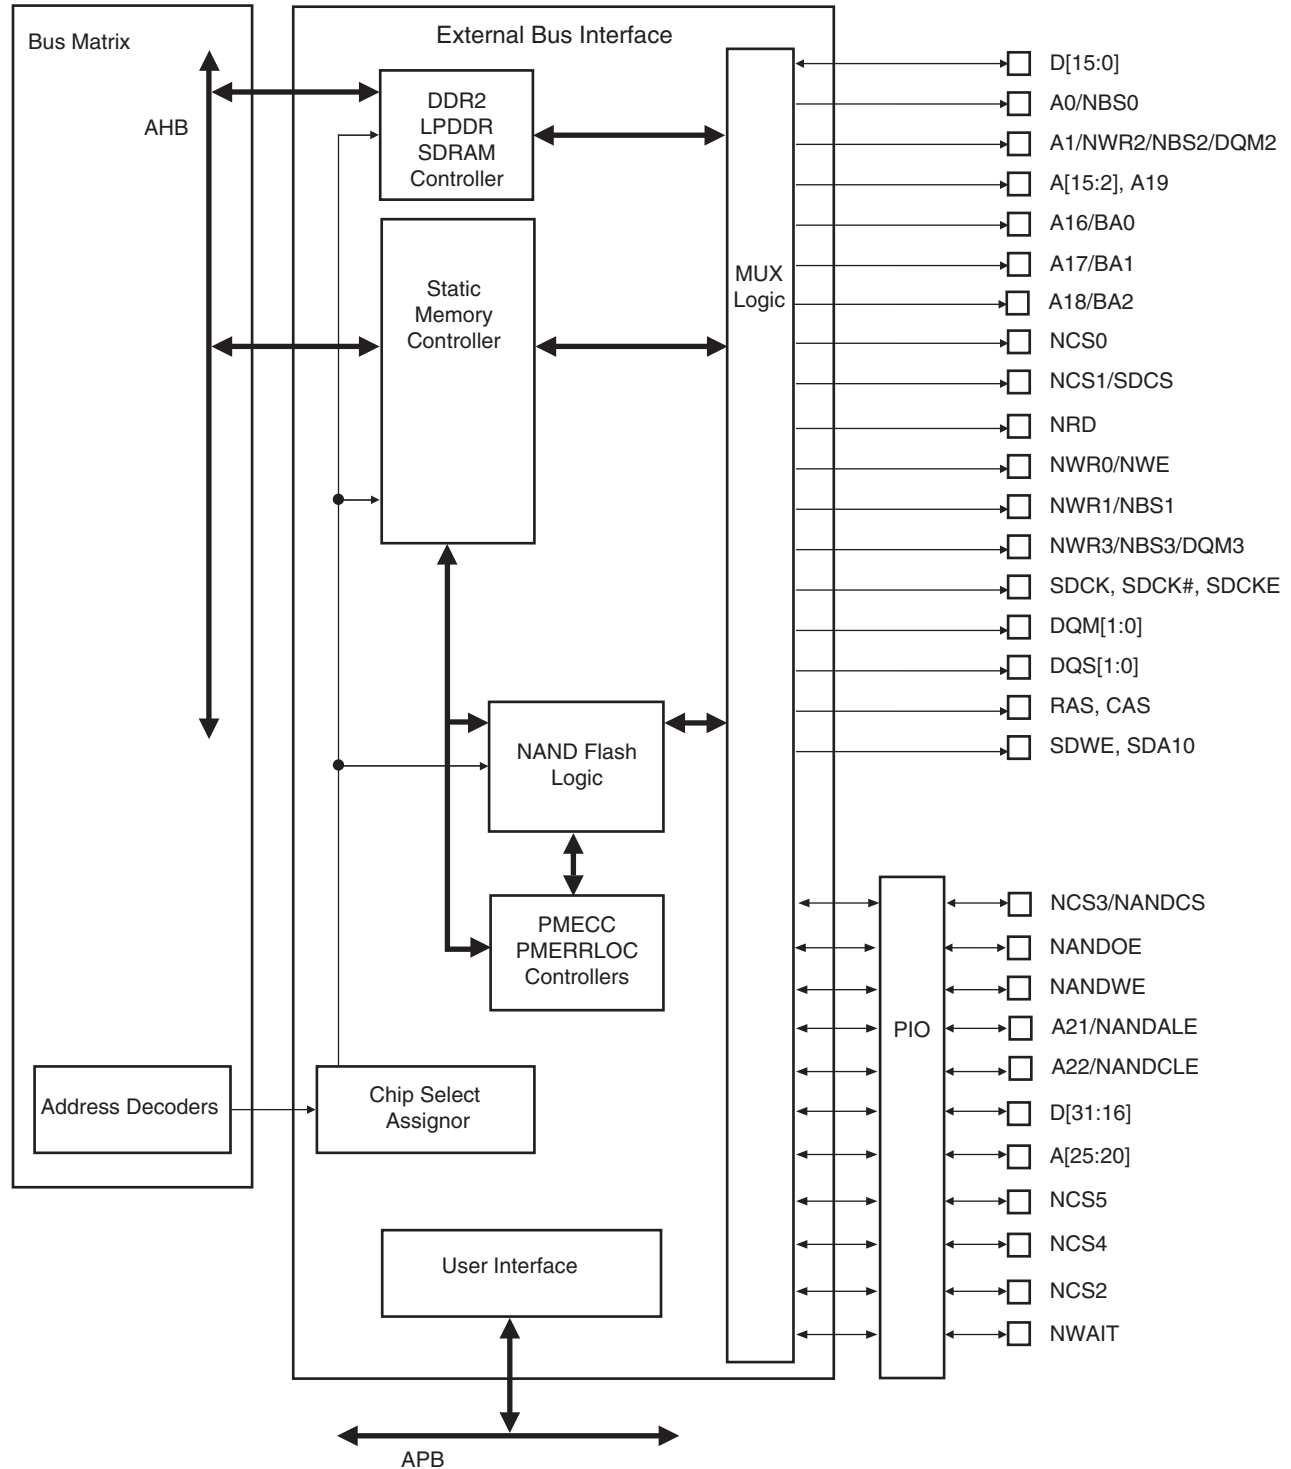 Bus Matrix
AHB
Address Decoders
External Bus Interface
DDR2
LPDDR
SDRAM
Controller
Static
Memory
Controller
NAND Flash
Logic
PMECC
PMERRLOC
Controllers
Chip Select
Assignor
User Interface
APB
MUX
Logic
PIO
D[15:0]
A0/NBS0
A1/NWR2/NBS2/DQM2
A[15:2], A19
A16/BA0
A17/BA1
A18/BA2
NCS0
NCS1/SDCS
NRD
NWR0/NWE
NWR1/NBS1
NWR3/NBS3/DQM3
SDCK, SDCK#, SDCKE
DQM[1:0]
DQS[1:0]
RAS, CAS
SDWE, SDA10
NCS3/NANDCS
NANDOE
NANDWE
A21/NANDALE
A22/NANDCLE
D[31:16]
A[25:20]
NCS5
NCS4
NCS2
NWAIT